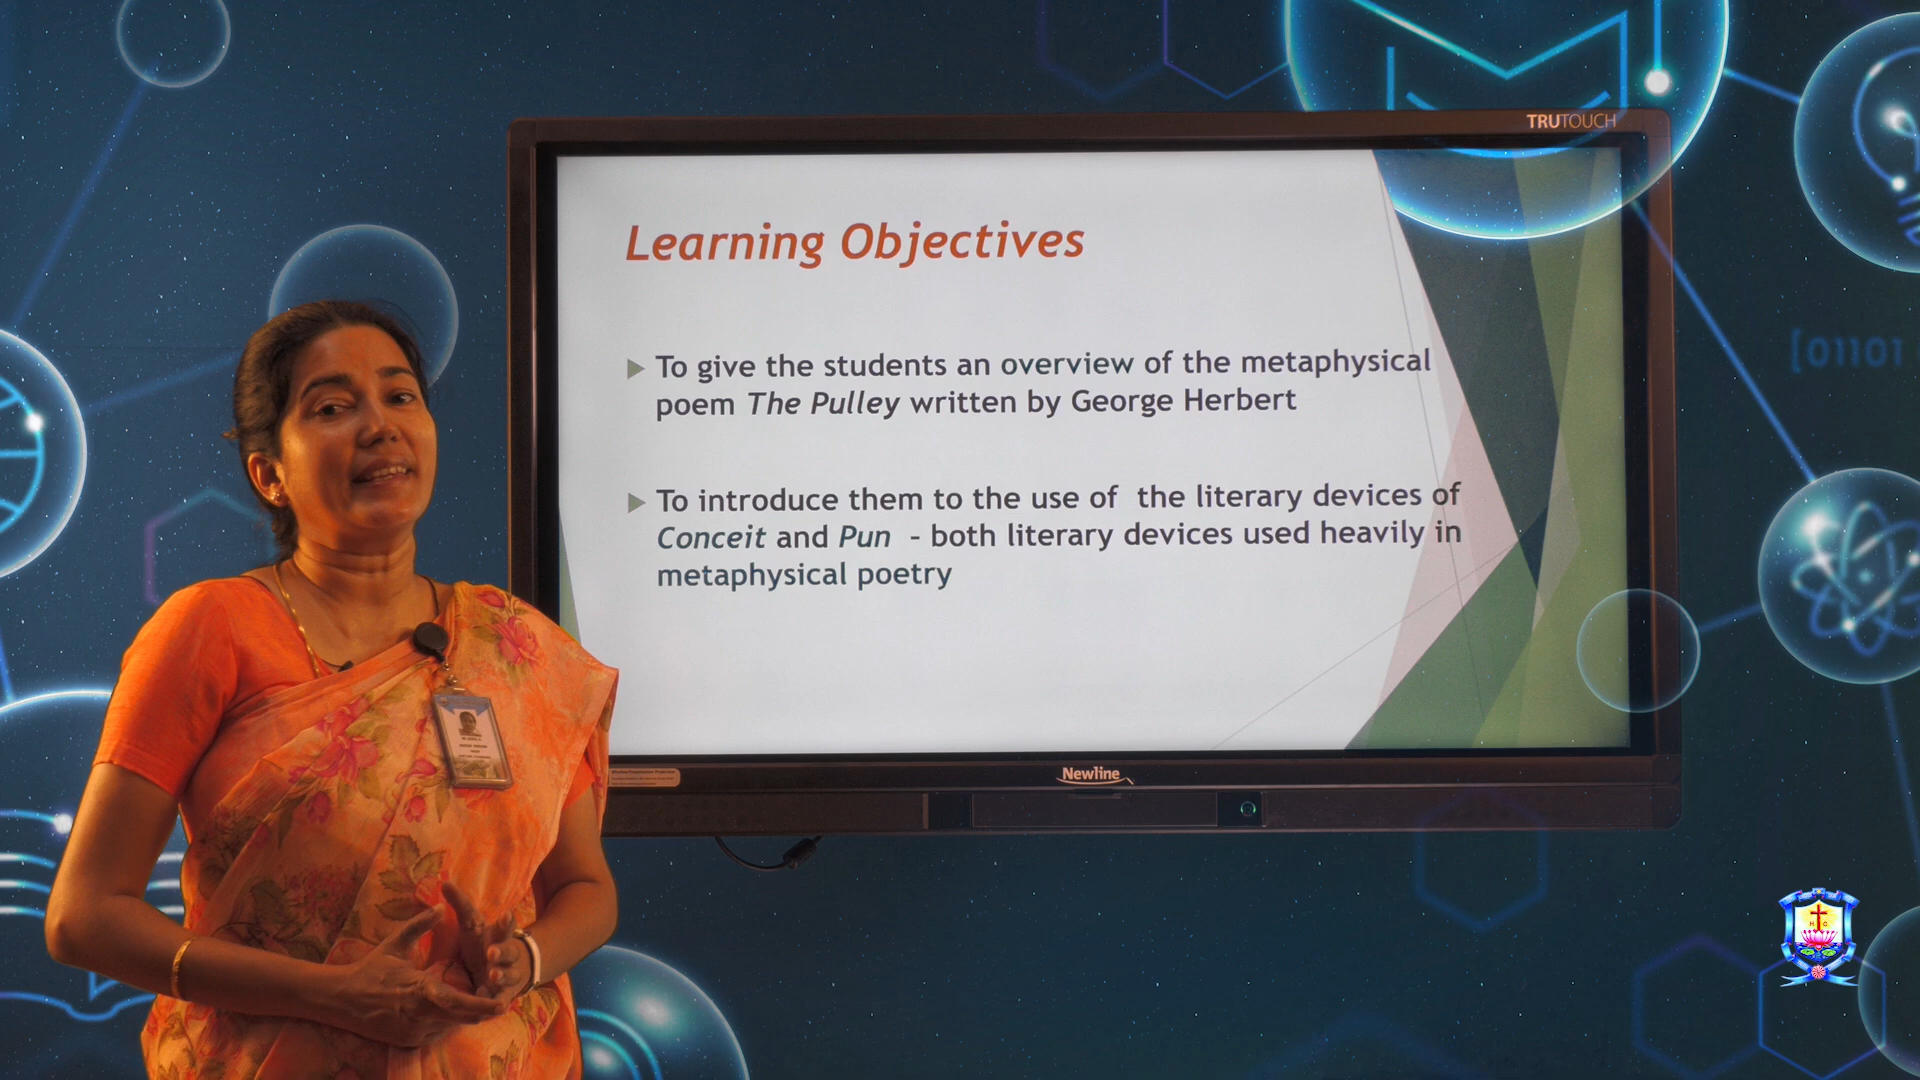 TRUTOUCH
Learning Objectives
To give the students an overview of the metaphysical
poem The Pulley written by George Herbert
To introduce them to the use of the literary devices of
Conceit and Pun - both literary devices used heavily in
metaphysical poetry
[01101
Newline
H C